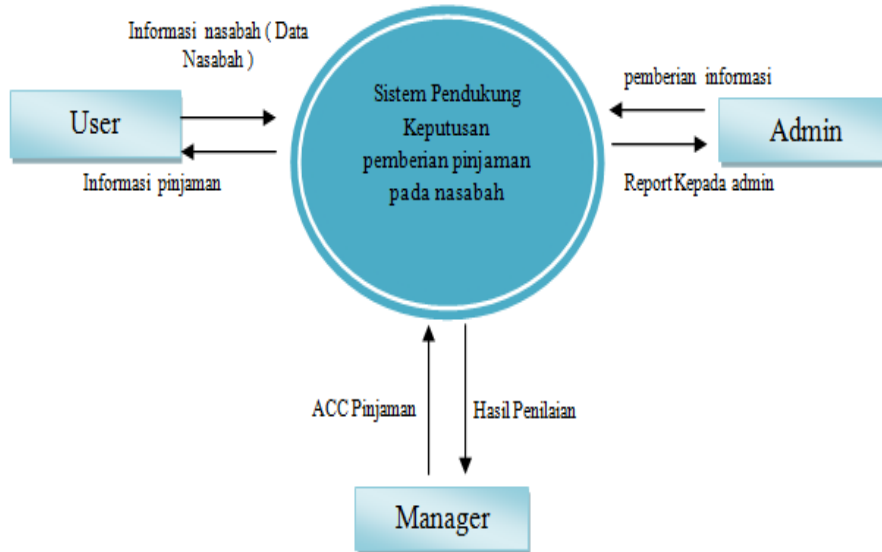 Informasi nasabah ( Data
Nasabah )
User
Informasi pinjaman
Sistem Pendukung
Keputusan
pemberian pinjaman
pada nasabah
pemberian informasi
Admin
Report Kepada admin
ACC Pinjaman
Hasil Penilaian
Manager